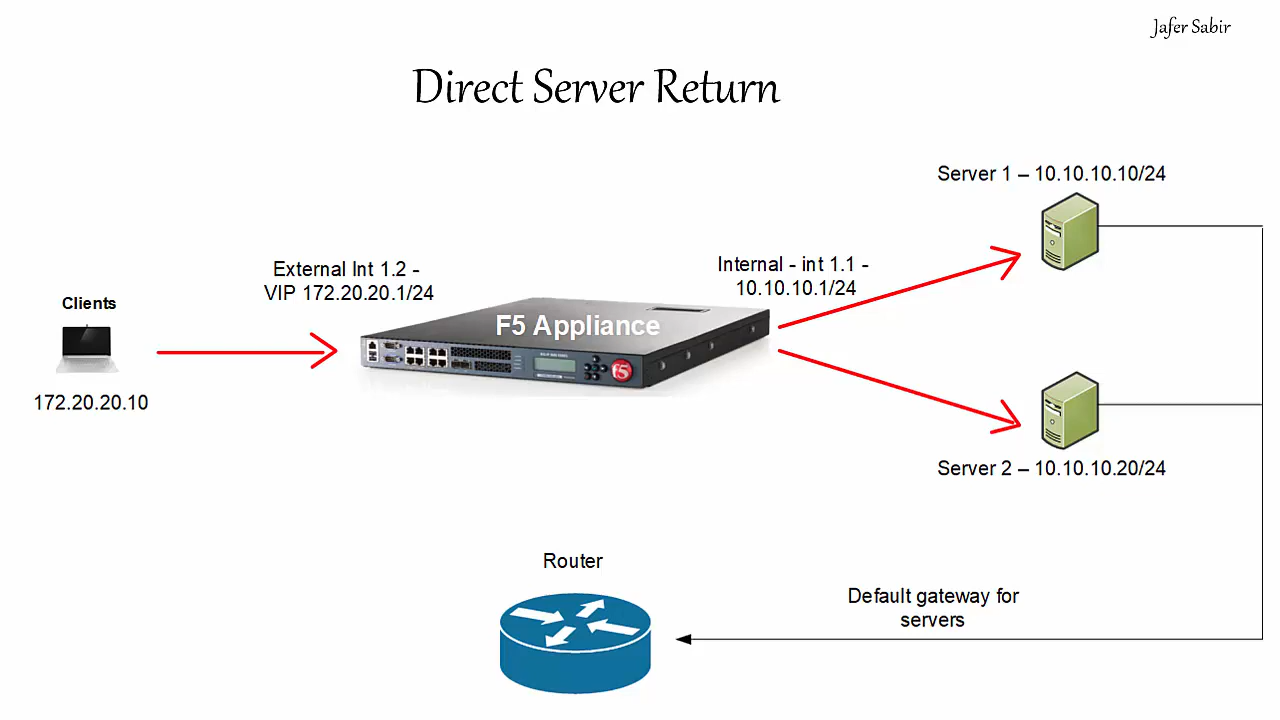 Jafer Sabir
Direct Server Return
Server 1 – 10.10.10.10/24
External Int 1.2 -
VIP 172.20.20.1/24
Internal - int 1.1 -
10.10.10.1/24
Clients
F5 Appliance
f5
172.20.20.10
Server 2 – 10.10.10.20/24
Router
Default gateway for
servers